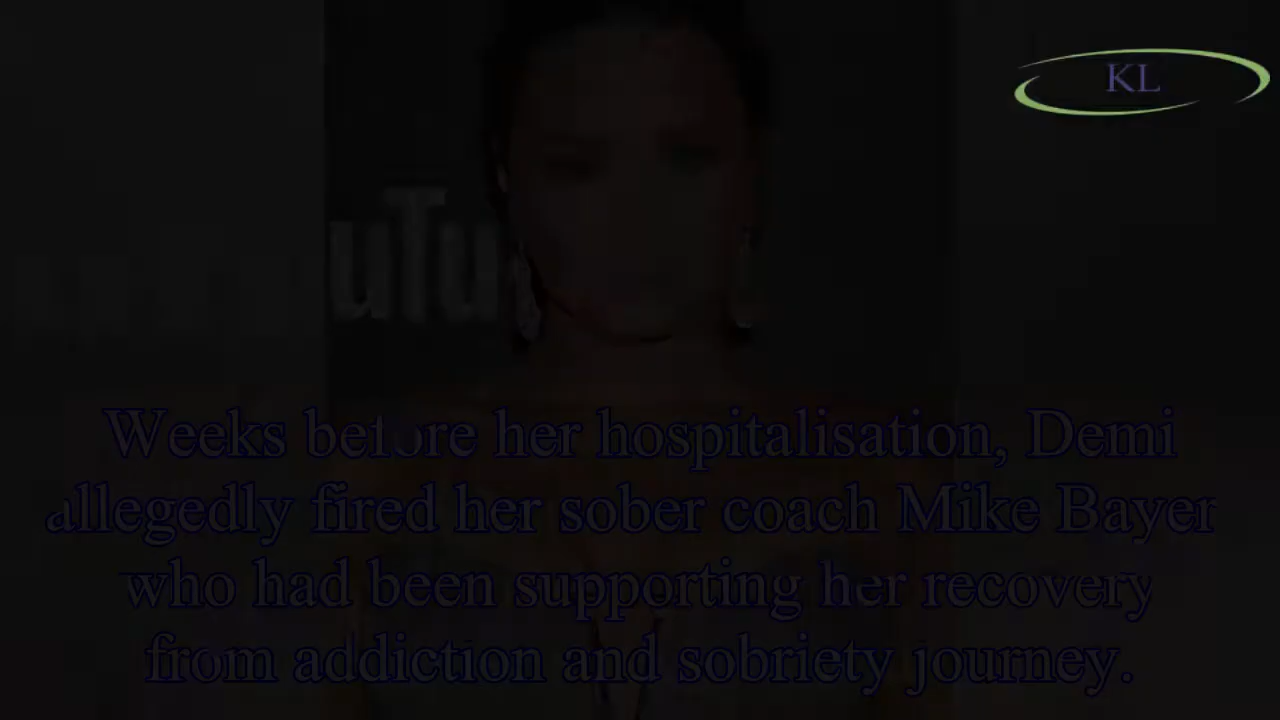 KL
uTu
Weeks before her hospitalisation, Demi
allegedly fired her sober coach Mike Bayer
who had been supporting her recovery
from addiction and sobriety journey.